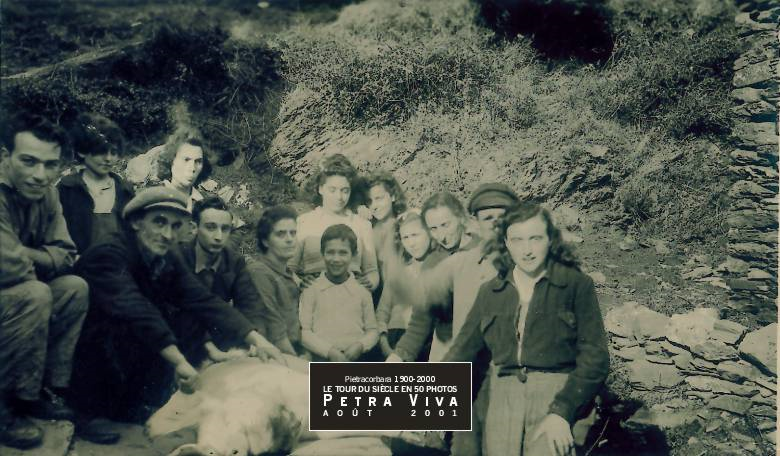 Pietracorbara 1900-2000
LE TOUR DU SIÈCLE EN 50 PHOTOS
PETRA VIVA
AOÛT 2001